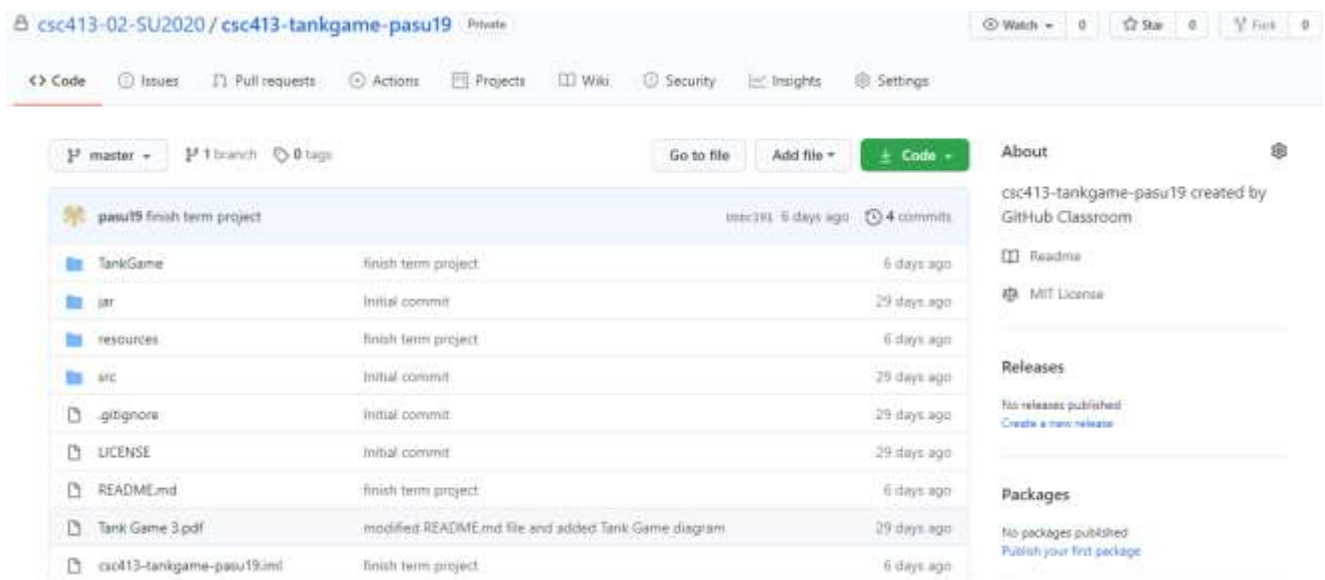 csc413-02-SU2020 / csc413-tankgame-pasu19 Private
Watch 0 Star 0 Fork 0
<> Code Issues Pull requests Actions Projects Wiki Security Insights Settings
master 1 branch 0 tags Go to file Add file Code
pasu19 finish term project 6 days ago 4 commits
TankGame finish term project 6 days ago
jar Initial commit 29 days ago
resources finish term project 6 days ago
src Initial commit 29 days ago
.gitignore Initial commit 29 days ago
LICENSE Initial commit 29 days ago
README.md finish term project 6 days ago
Tank Game 3.pdf modified README.md file and added Tank Game diagram 29 days ago
csc413-tankgame-pasu19.iml finish term project 6 days ago
About
csc413-tankgame-pasu19 created by
GitHub Classroom
Readme
MIT License
Releases
No releases published
Create a new release
Packages
No packages published
Publish your first package